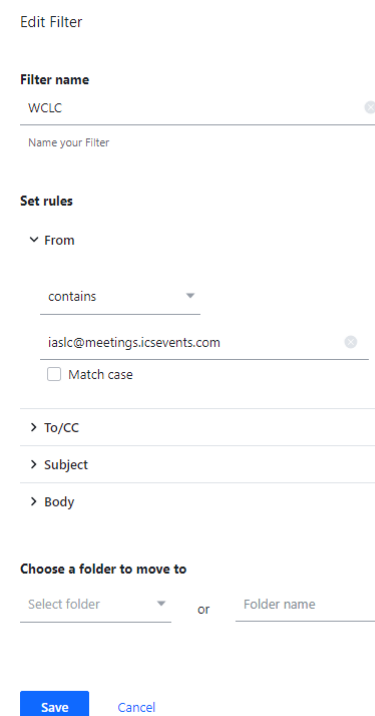 Edit Filter
Filter name
WCLC
Name your Filter
Set rules
From
contains
iaslc@meetings.icsevents.com
Match case
To/CC
Subject
Body
Choose a folder to move to
Select folder or Folder name
Save Cancel